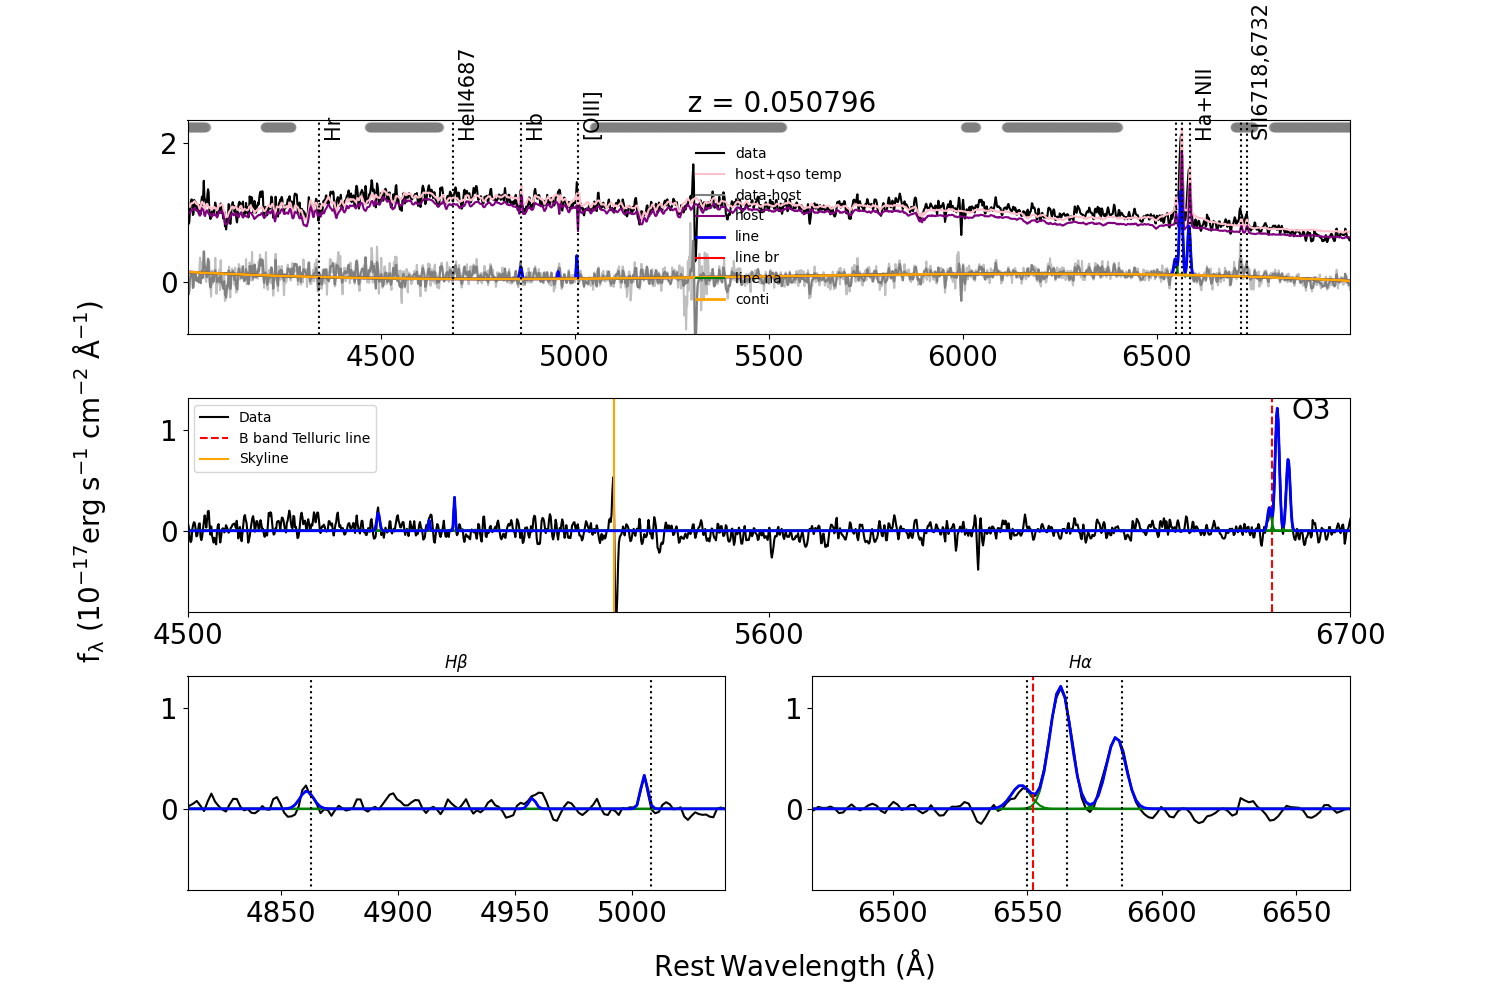 Hr
HeII4687
Hb
[OIII]
Ha+NII
SII6718,6732
z = 0.050796
data
host+qso temp
data-host
host
line
line br
line na
conti
2
0
4500 5000 5500 6000 6500
fλ (10⁻¹⁷erg s⁻¹ cm⁻² Å⁻¹)
Data
B band Telluric line
Skyline
O3
1
0
4500 5600 6700
Hβ
1
0
4850 4900 4950 5000
Hα
1
0
6500 6550 6600 6650
Rest Wavelength (Å)